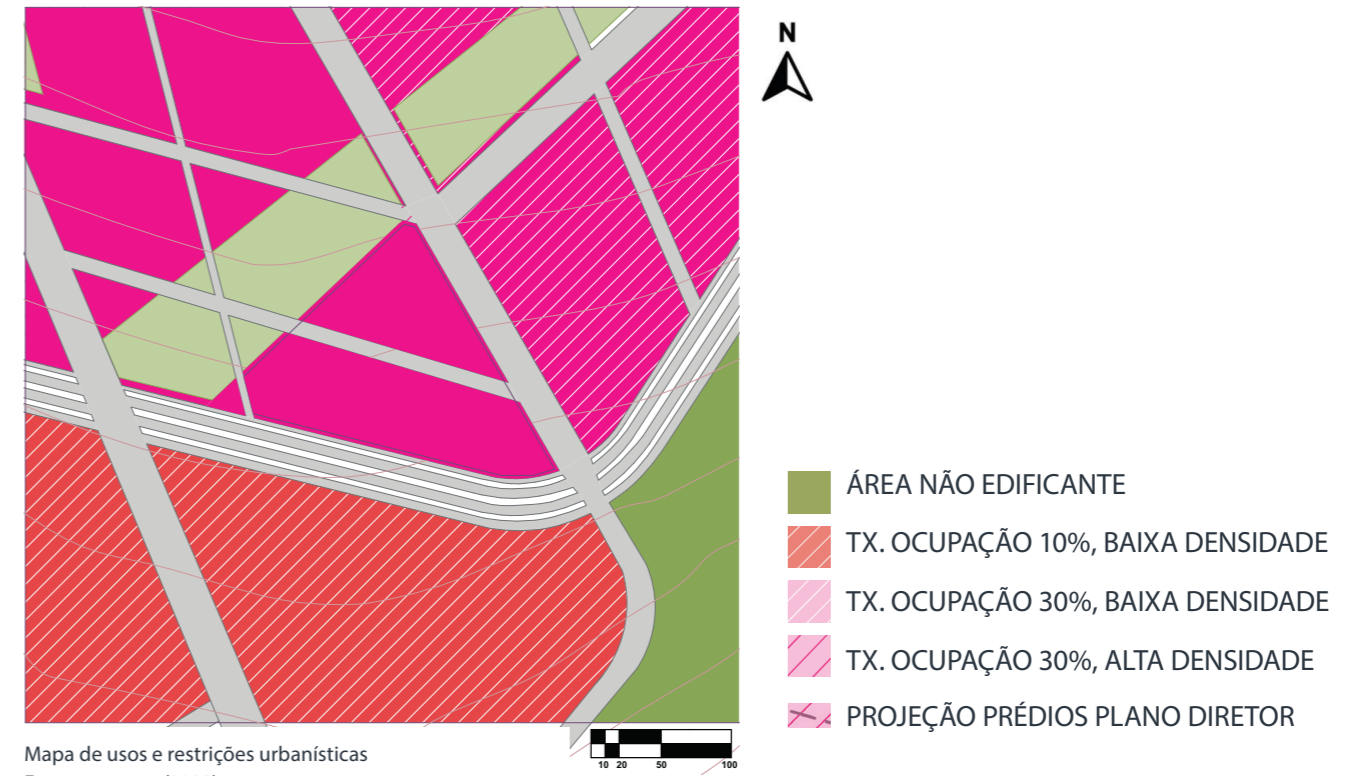 N
ÁREA NÃO EDIFICANTE
TX. OCUPAÇÃO 10%, BAIXA DENSIDADE
TX. OCUPAÇÃO 30%, BAIXA DENSIDADE
TX. OCUPAÇÃO 30%, ALTA DENSIDADE
PROJEÇÃO PRÉDIOS PLANO DIRETOR
10 20 50 100
Mapa de usos e restrições urbanísticas